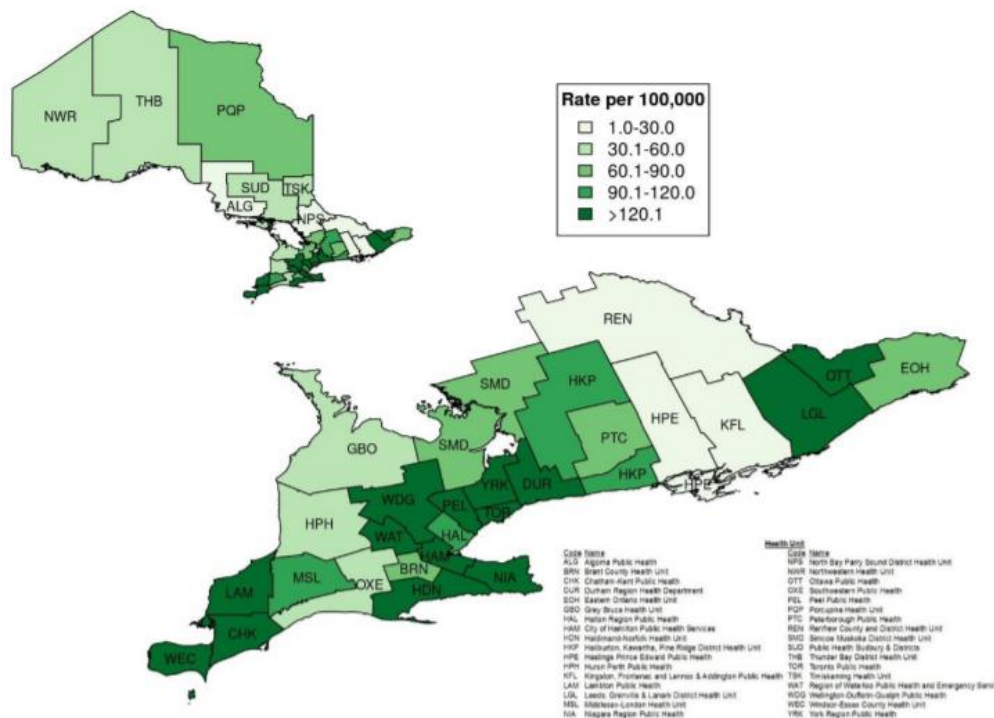 NWR
THB
PQP
SUD
TSK
ALG
NPS
Rate per 100,000
1.0-30.0
30.1-60.0
60.1-90.0
90.1-120.0
>120.1
REN
SMD
HKP
OTT
EOH
HPE
KFL
LGL
PTC
GBO
SMD
HKP
HPE
WDG
PEL
YRK
DUR
TOR
HPH
WAT
HAL
HAM
MSL
OXE
BRN
HDN
NIA
LAM
CHK
WEC
Health Unit
Code Name
ALG Algoma Public Health
BRN Brant County Health Unit
CHK Chatham-Kent Public Health
DUR Durham Region Health Department
EOH Eastern Ontario Health Unit
GBO Grey Bruce Health Unit
HAL Halton Region Public Health
HAM City of Hamilton Public Health Services
HDN Haldimand-Norfolk Health Unit
HKP Haliburton, Kawartha, Pine Ridge District Health Unit
HPE Hastings Prince Edward Public Health
HPH Huron Perth Public Health
KFL Kingston, Frontenac and Lennox & Addington Public Health
LAM Lambton Public Health
LGL Leeds, Grenville & Lanark District Health Unit
MSL Middlesex-London Health Unit
NIA Niagara Region Public Health
Code Name
NPS North Bay Parry Sound District Health Unit
NWR Northwestern Health Unit
OTT Ottawa Public Health
OXE Southwestern Public Health
PEL Peel Public Health
PQP Porcupine Health Unit
PTC Peterborough Public Health
REN Renfrew County and District Health Unit
SMD Simcoe Muskoka District Health Unit
SUD Public Health Sudbury & Districts
THB Thunder Bay District Health Unit
TOR Toronto Public Health
TSK Timiskaming Health Unit
WAT Region of Waterloo Public Health and Emergency Servi
WDG Wellington-Dufferin-Guelph Public Health
WEC Windsor-Essex County Health Unit
YRK York Region Public Health